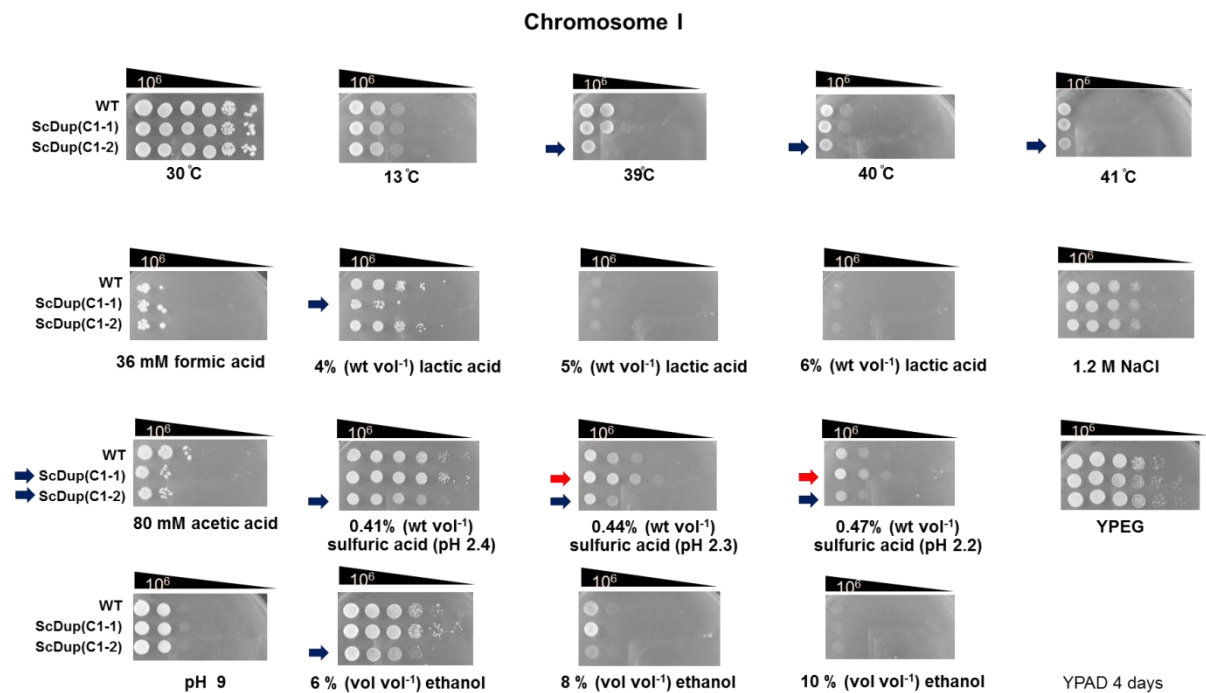 Chromosome I
10⁶ 10⁶ 10⁶ 10⁶ 10⁶
WT
ScDup(C1-1)
ScDup(C1-2)
30°C 13°C 39°C 40°C 41°C
10⁶ 10⁶ 10⁶ 10⁶ 10⁶
WT
ScDup(C1-1)
ScDup(C1-2)
36 mM formic acid 4% (wt vol⁻¹) lactic acid 5% (wt vol⁻¹) lactic acid 6% (wt vol⁻¹) lactic acid 1.2 M NaCl
10⁶ 10⁶ 10⁶ 10⁶ 10⁶
WT
ScDup(C1-1)
ScDup(C1-2)
80 mM acetic acid 0.41% (wt vol⁻¹) 0.44% (wt vol⁻¹) 0.47% (wt vol⁻¹) YPEG
sulfuric acid (pH 2.4) sulfuric acid (pH 2.3) sulfuric acid (pH 2.2)
10⁶ 10⁶ 10⁶ 10⁶
WT
ScDup(C1-1)
ScDup(C1-2)
pH 9 6 % (vol vol⁻¹) ethanol 8 % (vol vol⁻¹) ethanol 10 % (vol vol⁻¹) ethanol YPAD 4 days